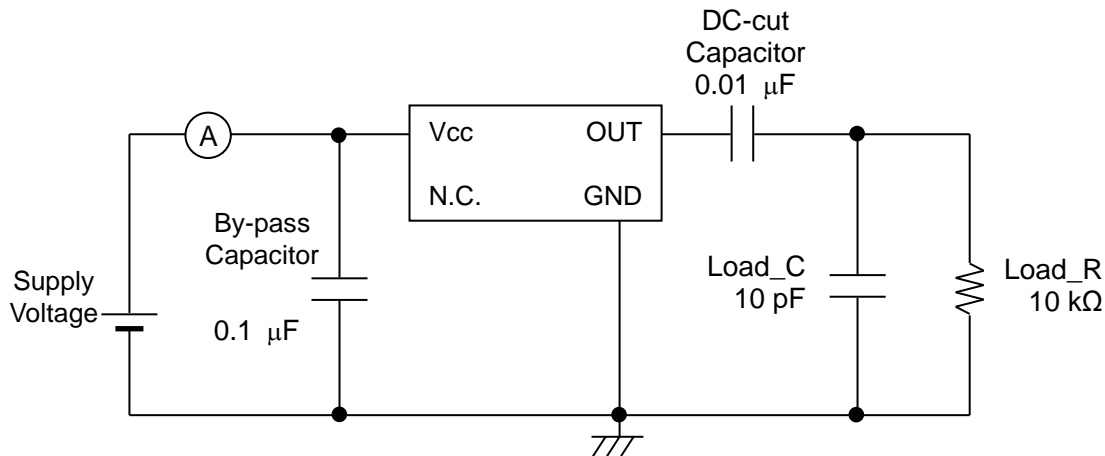 DC-cut
Capacitor
0.01 μF
A
Vcc
OUT
N.C.
GND
By-pass
Capacitor
0.1 μF
Supply
Voltage
Load_C
10 pF
Load_R
10 kΩ